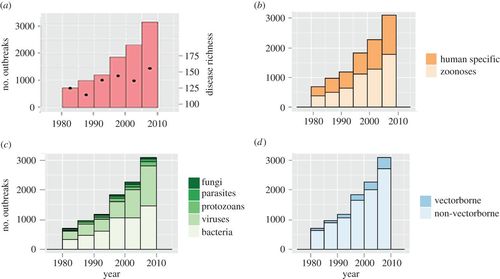 (a)
3000
2000
1000
0
no. outbreaks
175
150
125
100
disease richness
1980 1990 2000 2010
(b)
3000
2000
1000
0
no. outbreaks
human specific
zoonoses
1980 1990 2000 2010
(c)
3000
2000
1000
0
no. outbreaks
fungi
parasites
protozoans
viruses
bacteria
1980 1990 2000 2010
year
(d)
3000
2000
1000
0
vectorborne
non-vectorborne
1980 1990 2000 2010
year